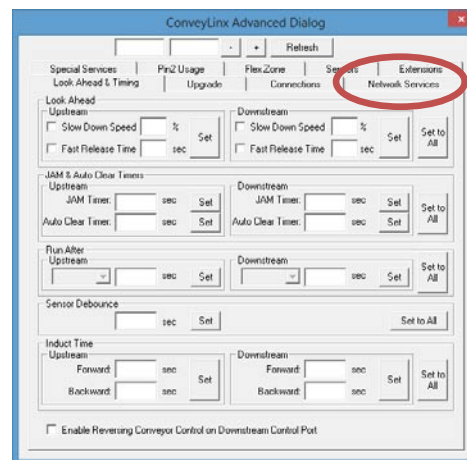 ConveyLinx Advanced Dialog
x
- + Refresh
Special Services Pin2 Usage Flex Zone Sensors Extensions
Look Ahead & Timing Upgrade Connections Network Services
Look Ahead
Upstream Downstream
Slow Down Speed % Set Slow Down Speed % Set Set to All
Fast Release Time sec Fast Release Time sec
JAM & Auto Clear Timers
Upstream Downstream
JAM Timer: sec Set JAM Timer: sec Set Set to All
Auto Clear Timer: sec Set Auto Clear Timer: sec Set
Run After
Upstream Downstream
sec Set sec Set Set to All
Sensor Debounce
sec Set Set to All
Induct Time
Upstream Downstream
Forward: sec Set Forward: sec Set Set to All
Backward: sec Backward: sec
Enable Reversing Conveyor Control on Downstream Control Port